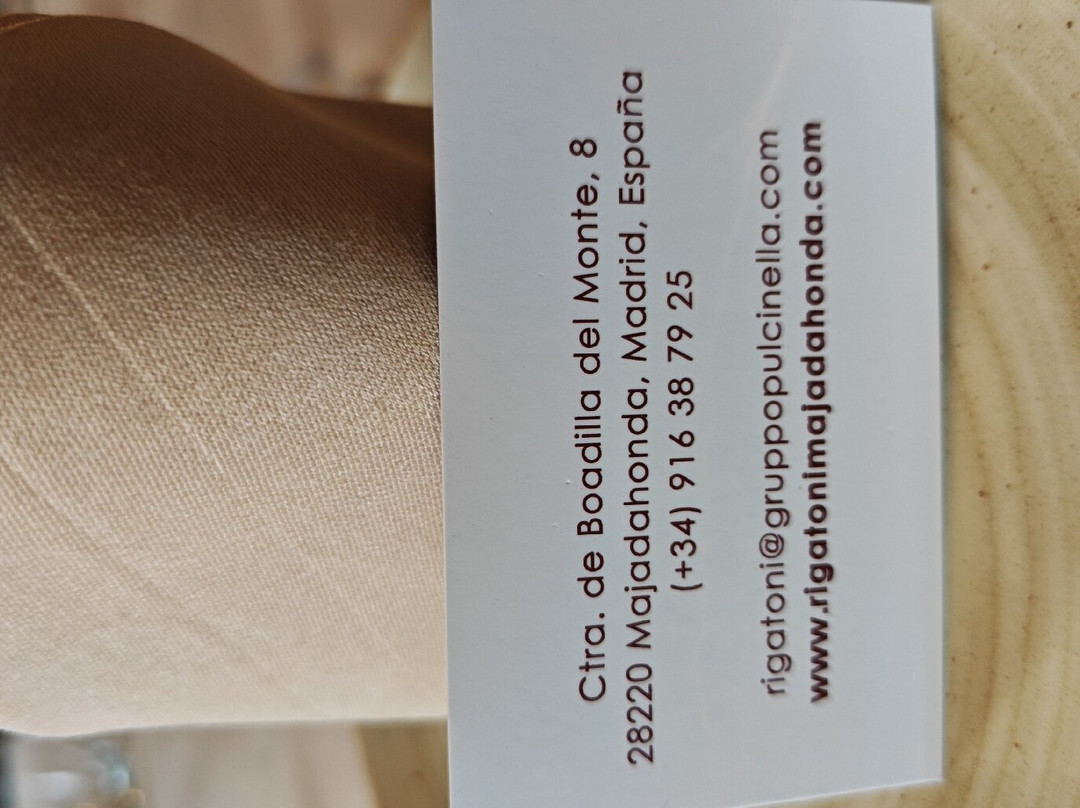 Ctra. de Boadilla del Monte, 8
28220 Majadahonda, Madrid, España
(+34) 916 38 79 25
rigatoni@gruppopulcinella.com
www.rigatonimajadahonda.com